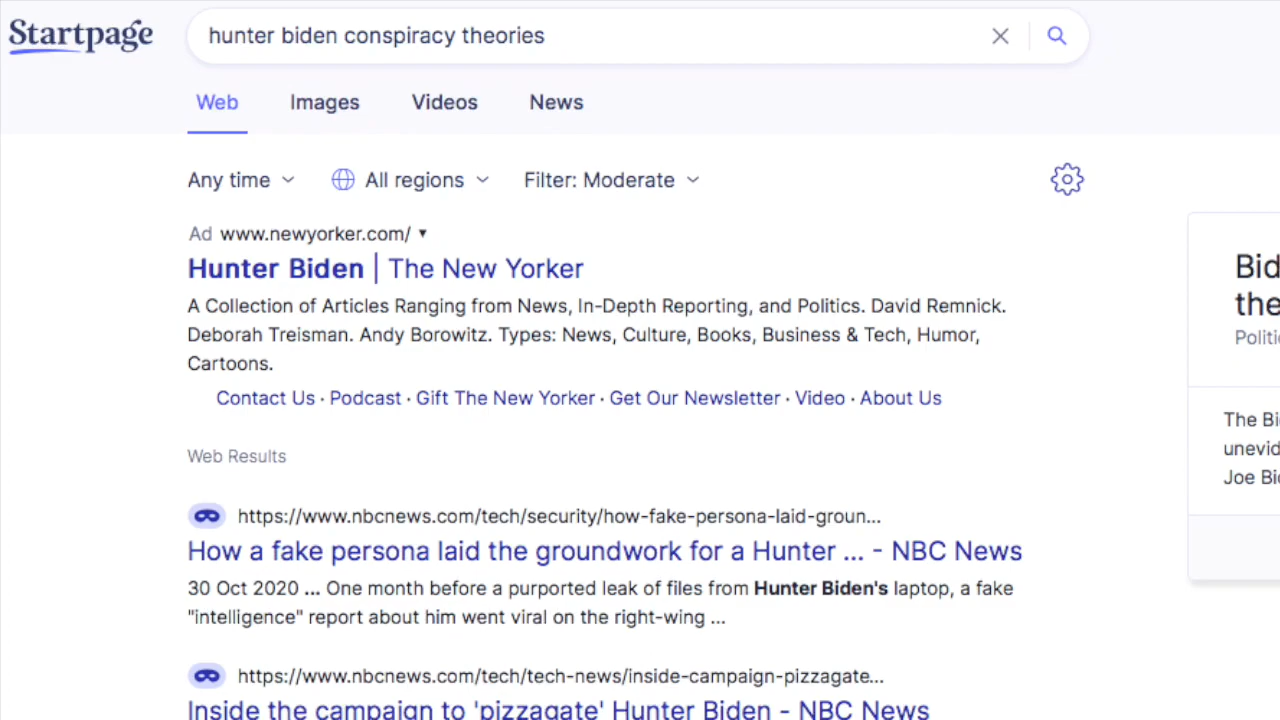 Startpage
hunter biden conspiracy theories
Web Images Videos News
Any time All regions Filter: Moderate
Ad www.newyorker.com/
Hunter Biden | The New Yorker
A Collection of Articles Ranging from News, In-Depth Reporting, and Politics. David Remnick.
Deborah Treisman. Andy Borowitz. Types: News, Culture, Books, Business & Tech, Humor,
Cartoons.
Contact Us · Podcast · Gift The New Yorker · Get Our Newsletter · Video · About Us
Web Results
https://www.nbcnews.com/tech/security/how-fake-persona-laid-groun...
How a fake persona laid the groundwork for a Hunter ... - NBC News
30 Oct 2020 ... One month before a purported leak of files from Hunter Biden's laptop, a fake
"intelligence" report about him went viral on the right-wing ...
https://www.nbcnews.com/tech/tech-news/inside-campaign-pizzagate...
Inside the campaign to 'pizzagate' Hunter Biden - NBC News
Bid
the
Politi
The Bi
unevid
Joe Bi